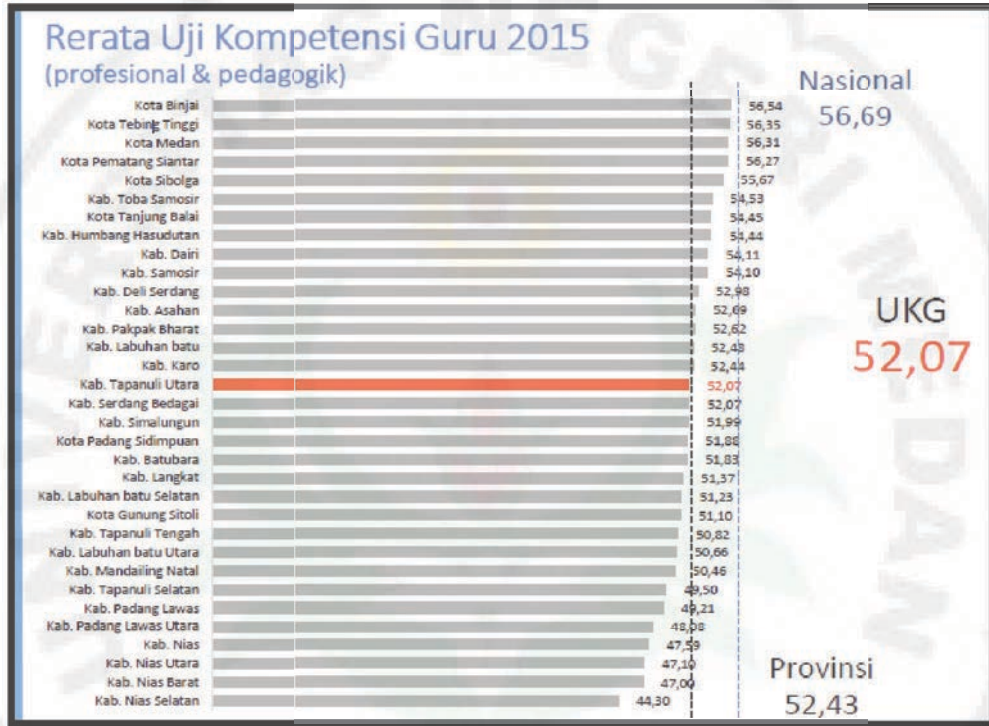 Rerata Uji Kompetensi Guru 2015
(profesional & pedagogik)
Nasional
56,69
Kota Binjai 56,54
Kota Tebing Tinggi 56,35
Kota Medan 56,31
Kota Pematang Siantar 56,27
Kota Sibolga 55,67
Kab. Toba Samosir 54,53
Kota Tanjung Balai 54,45
Kab. Humbang Hasudutan 54,44
Kab. Dairi 54,11
Kab. Samosir 54,10
Kab. Deli Serdang 52,98
Kab. Asahan 52,69
Kab. Pakpak Bharat 52,62
Kab. Labuhan batu 52,48
Kab. Karo 52,44
Kab. Tapanuli Utara 52,07
Kab. Serdang Bedagai 52,07
Kab. Simalungun 51,99
Kota Padang Sidimpuan 51,88
Kab. Batubara 51,83
Kab. Langkat 51,37
Kab. Labuhan batu Selatan 51,23
Kota Gunung Sitoli 51,10
Kab. Tapanuli Tengah 50,82
Kab. Labuhan batu Utara 50,66
Kab. Mandailing Natal 50,46
Kab. Tapanuli Selatan 49,50
Kab. Padang Lawas 49,21
Kab. Padang Lawas Utara 48,08
Kab. Nias 47,59
Kab. Nias Utara 47,10
Kab. Nias Barat 47,00
Kab. Nias Selatan 44,30
UKG
52,07
Provinsi
52,43
NEGERI MEDAN